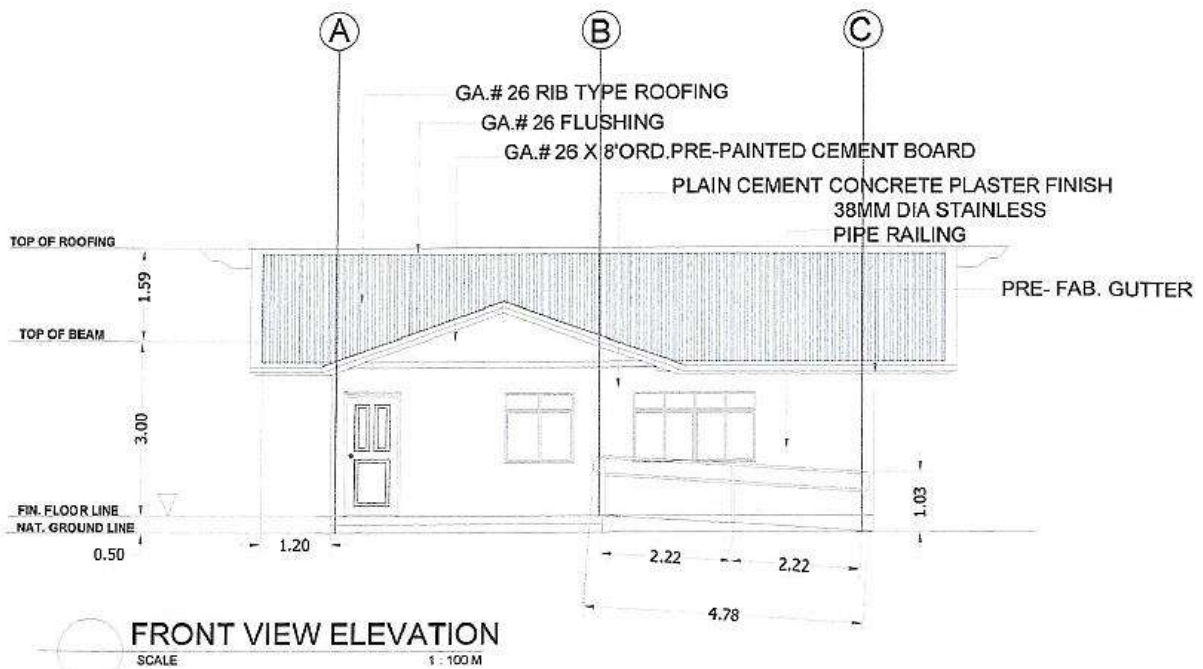 A B C
GA.# 26 RIB TYPE ROOFING
GA.# 26 FLUSHING
GA.# 26 X 8'ORD.PRE-PAINTED CEMENT BOARD
PLAIN CEMENT CONCRETE PLASTER FINISH
38MM DIA STAINLESS
PIPE RAILING
TOP OF ROOFING
1.59
PRE- FAB. GUTTER
TOP OF BEAM
3.00
1.03
FIN. FLOOR LINE
NAT. GROUND LINE
0.50
1.20
2.22
2.22
4.78
FRONT VIEW ELEVATION
SCALE
1 : 100 M